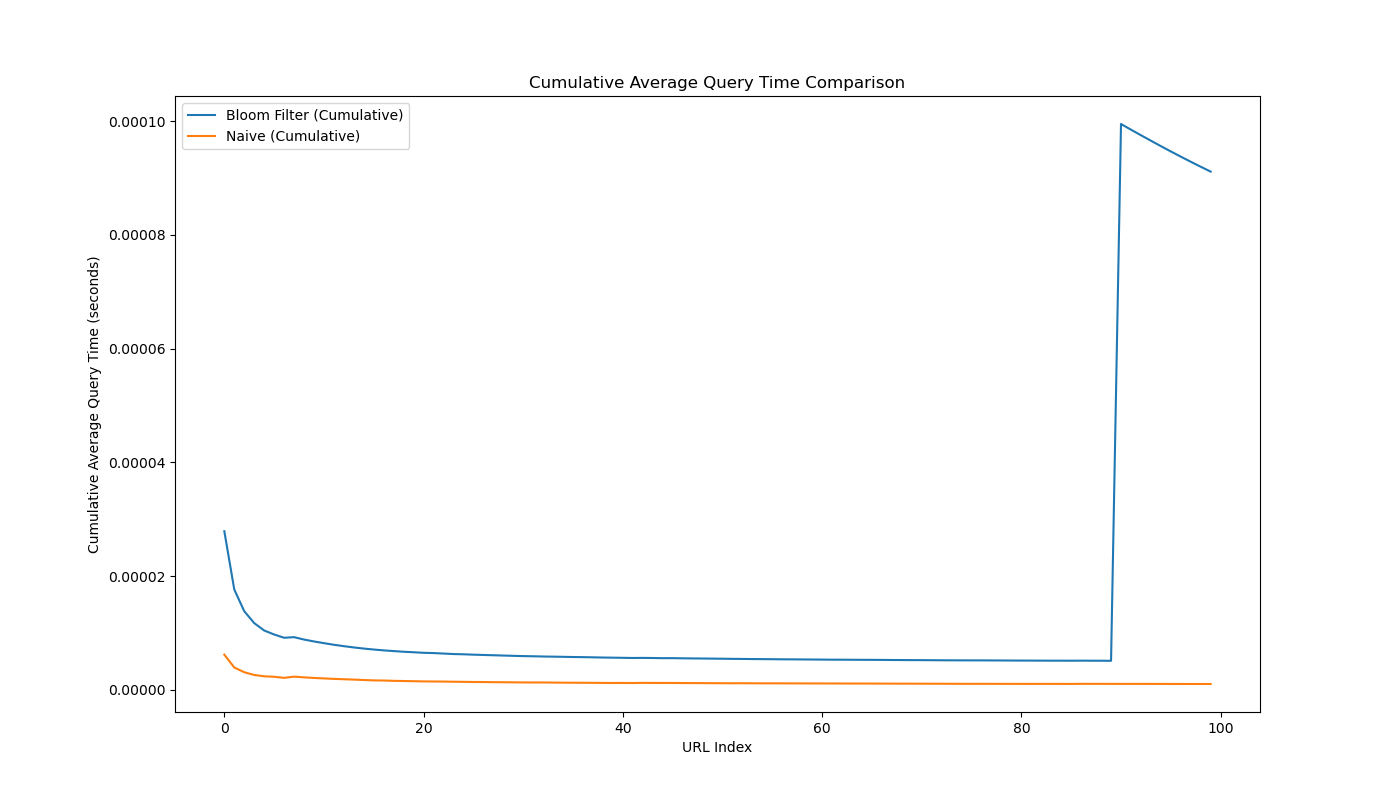 Cumulative Average Query Time Comparison
Bloom Filter (Cumulative)
Naive (Cumulative)
Cumulative Average Query Time (seconds)
0.00010
0.00008
0.00006
0.00004
0.00002
0.00000
0 20 40 60 80 100
URL Index